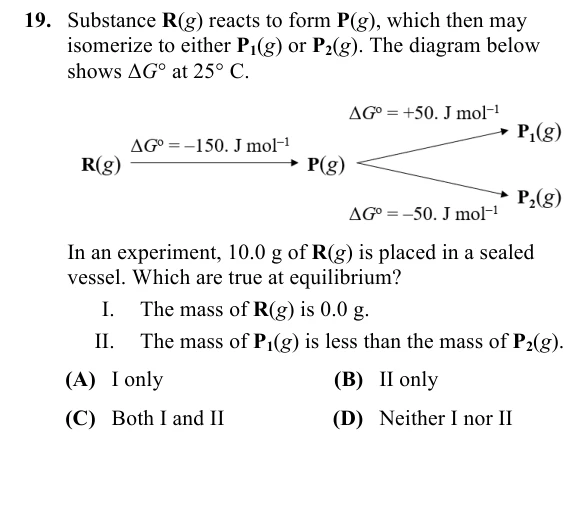 19. Substance R(g) reacts to form P(g), which then may
isomerize to either P₁(g) or P₂(g). The diagram below
shows ΔG° at 25° C.
ΔGº = +50. J mol⁻¹
P₁(g)
ΔGº = –150. J mol⁻¹
R(g)
P(g)
P₂(g)
ΔGº = –50. J mol⁻¹
In an experiment, 10.0 g of R(g) is placed in a sealed
vessel. Which are true at equilibrium?
I. The mass of R(g) is 0.0 g.
II. The mass of P₁(g) is less than the mass of P₂(g).
(A) I only (B) II only
(C) Both I and II (D) Neither I nor II